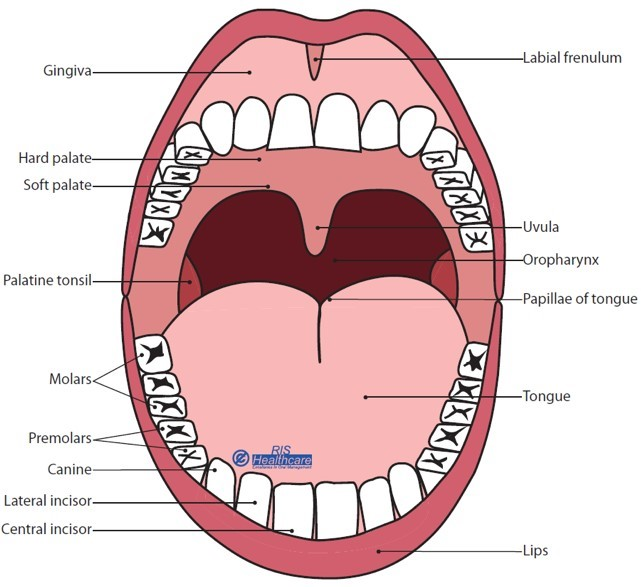 Labial frenulum
Gingiva
Hard palate
Soft palate
Uvula
Oropharynx
Palatine tonsil
Papillae of tongue
Molars
Tongue
Premolars
RIS
Healthcare
Canine
Lateral incisor
Central incisor
Lips